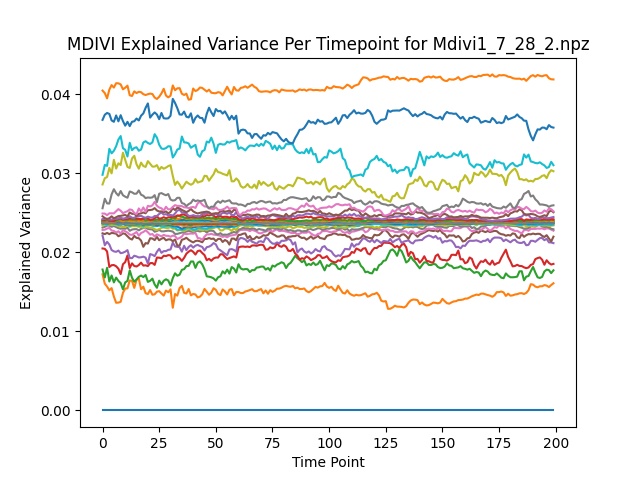 MDIVI Explained Variance Per Timepoint for Mdivi1_7_28_2.npz
0.04
0.03
0.02
0.01
0.00
Explained Variance
0 25 50 75 100 125 150 175 200
Time Point